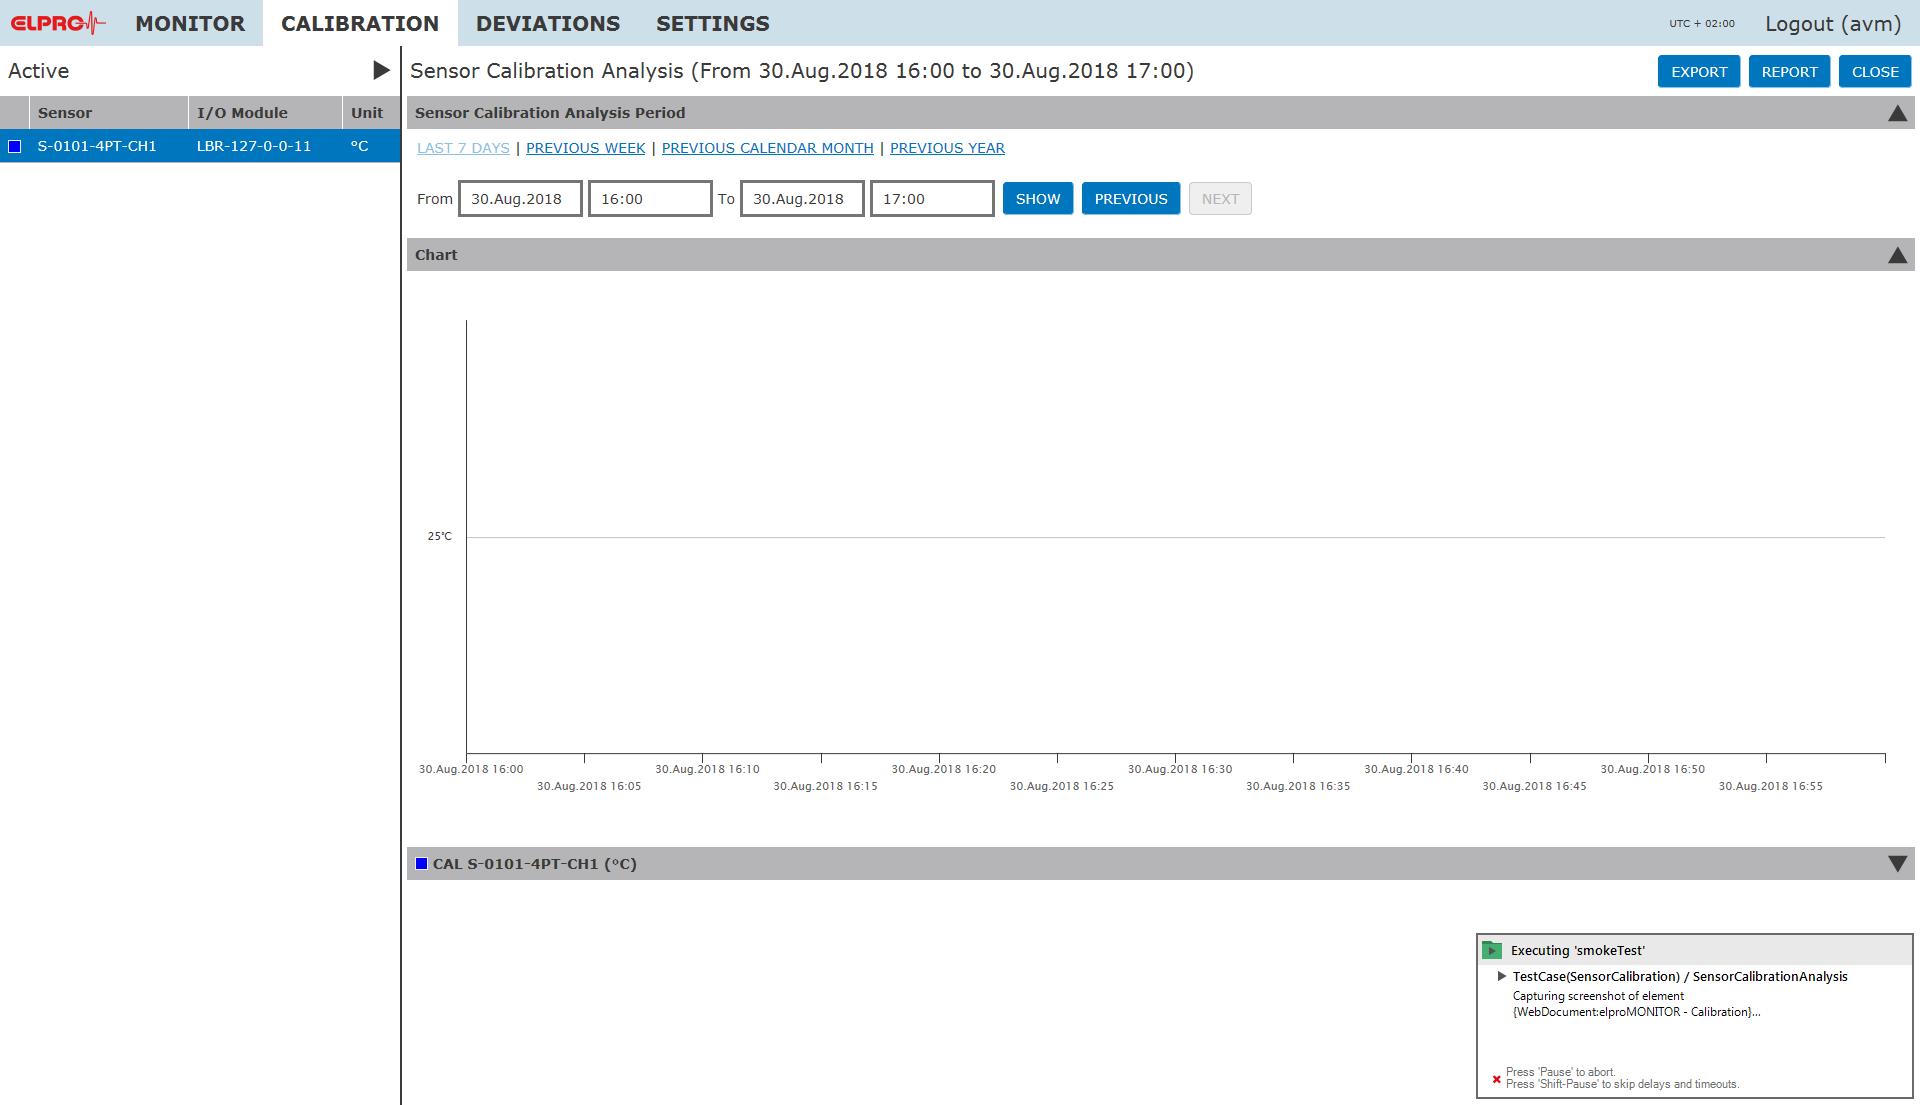 ELPRO MONITOR CALIBRATION DEVIATIONS SETTINGS UTC + 02:00 Logout (avm)
Active
Sensor Calibration Analysis (From 30.Aug.2018 16:00 to 30.Aug.2018 17:00) EXPORT REPORT CLOSE
Sensor I/O Module Unit
S-0101-4PT-CH1 LBR-127-0-0-11 °C
Sensor Calibration Analysis Period
LAST 7 DAYS | PREVIOUS WEEK | PREVIOUS CALENDAR MONTH | PREVIOUS YEAR
From 30.Aug.2018 16:00 To 30.Aug.2018 17:00 SHOW PREVIOUS NEXT
Chart
25°C
30.Aug.2018 16:00 30.Aug.2018 16:10 30.Aug.2018 16:20 30.Aug.2018 16:30 30.Aug.2018 16:40 30.Aug.2018 16:50
30.Aug.2018 16:05 30.Aug.2018 16:15 30.Aug.2018 16:25 30.Aug.2018 16:35 30.Aug.2018 16:45 30.Aug.2018 16:55
CAL S-0101-4PT-CH1 (°C)
Executing 'smokeTest'
TestCase(SensorCalibration) / SensorCalibrationAnalysis
Capturing screenshot of element
{WebDocument:elproMONITOR - Calibration}...
Press 'Pause' to abort.
Press 'Shift-Pause' to skip delays and timeouts.